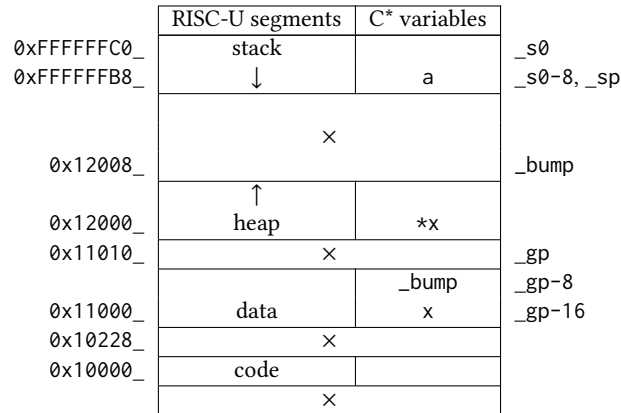 RISC-U segments C* variables
0xFFFFFFC0_ stack _s0
0xFFFFFFB8_ ↓ a _s0-8, _sp
×
0x12008_ _bump
↑
0x12000_ heap *x
0x11010_ × _gp
_bump _gp-8
0x11000_ data x _gp-16
0x10228_ ×
0x10000_ code
×